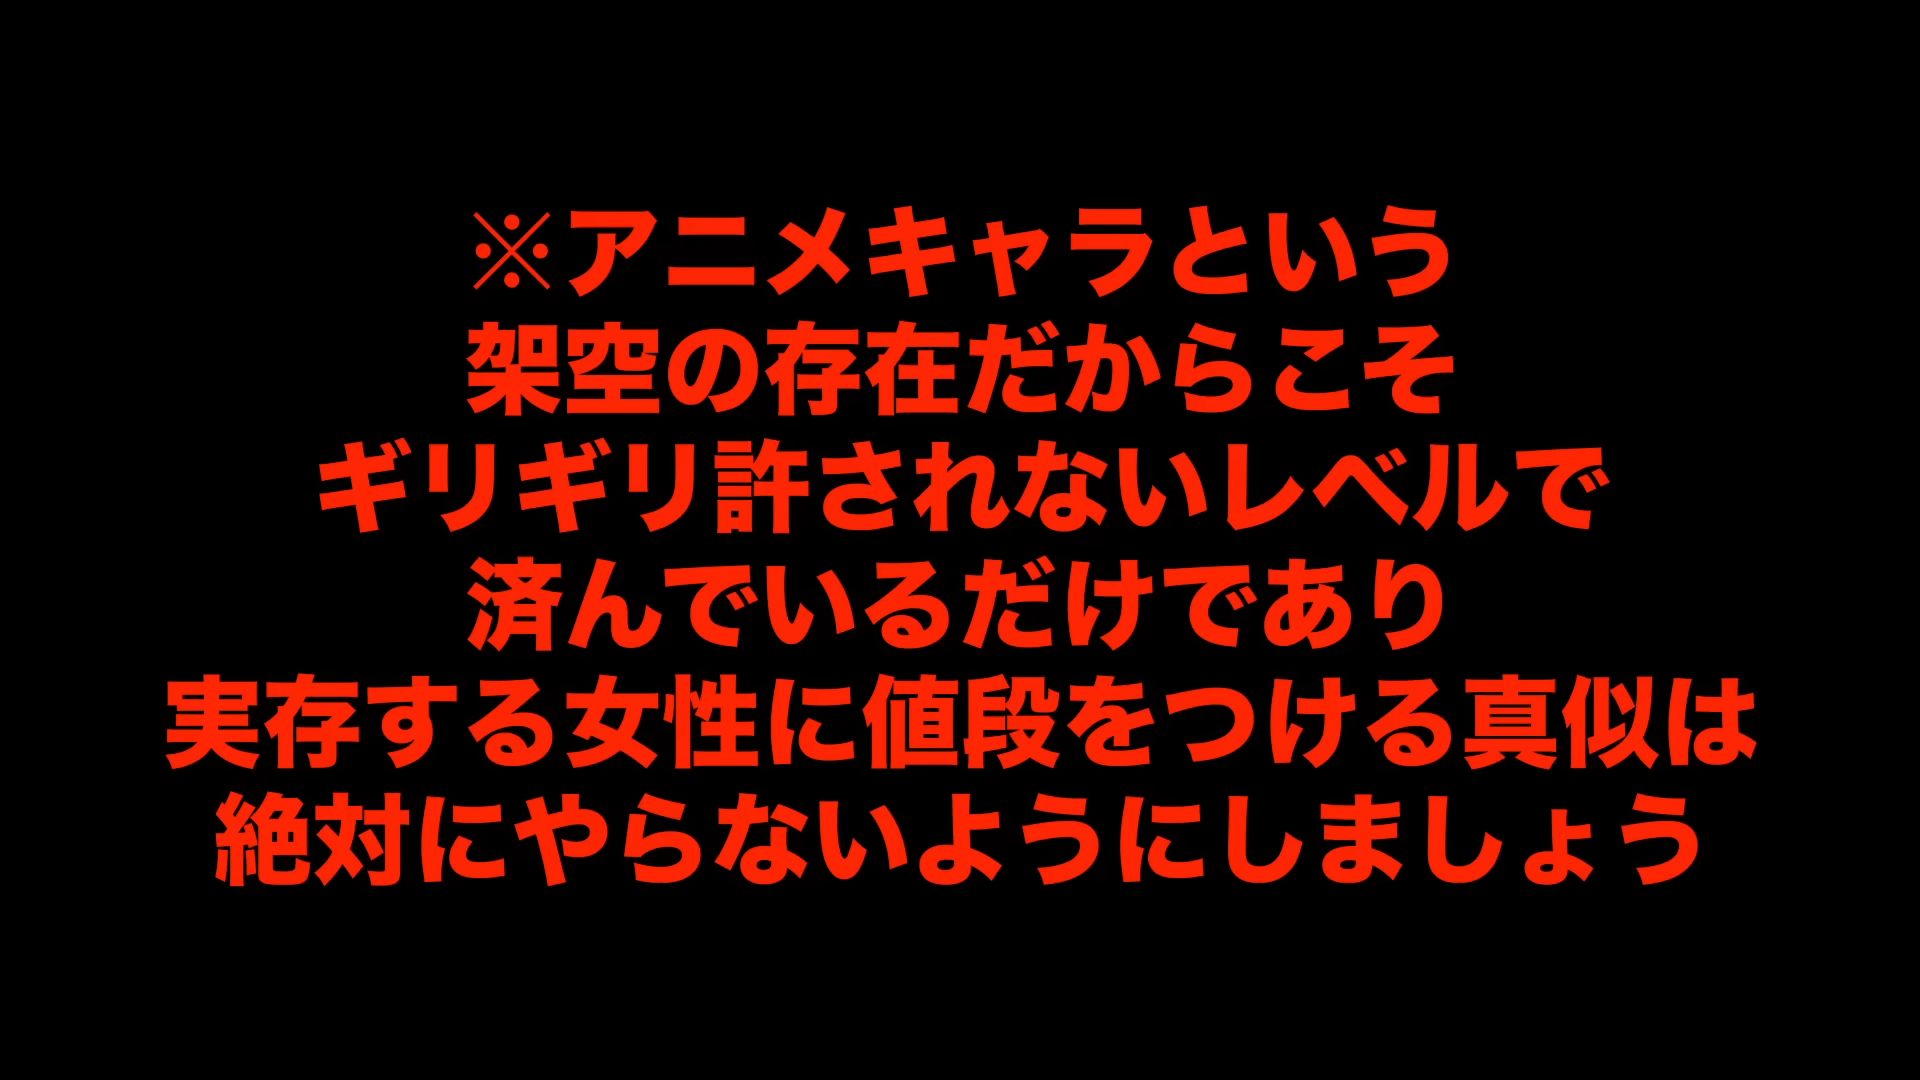 ※アニメキャラという
架空の存在だからこそ
ギリギリ許されないレベルで
済んでいるだけであり
実存する女性に値段をつける真似は
絶対にやらないようにしましょう